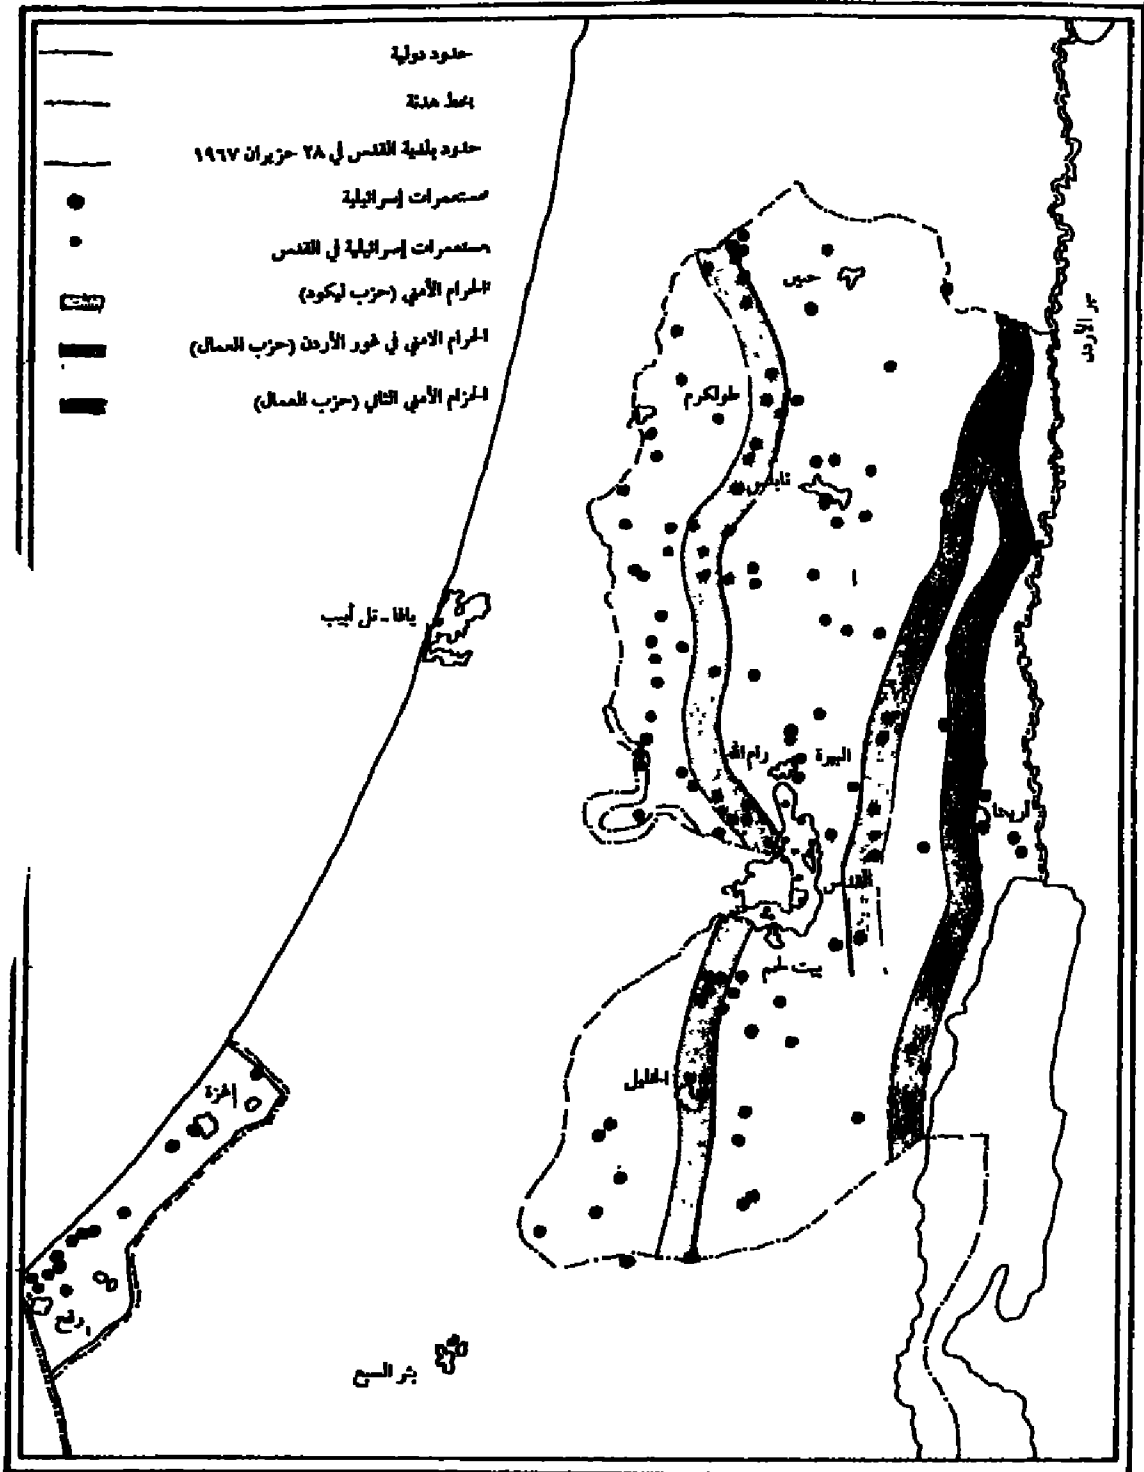 حدود دولية
خط هدنة
حدود بلدية القدس في ٢٨ حزيران ١٩٦٧
مستعمرات إسرائيلية
مستعمرات إسرائيلية في القدس
الحزام الأمني (حزب ليكود)
الحزام الامني في غور الأردن (حزب العمال)
الحزام الأمني الثاني (حزب العمال)
جنين
نهر الأردن
طولكرم
نابلس
يافا - تل أبيب
رام الله
البيرة
أريحا
القدس
بيت لحم
الخليل
غزة
رفح
بئر السبع